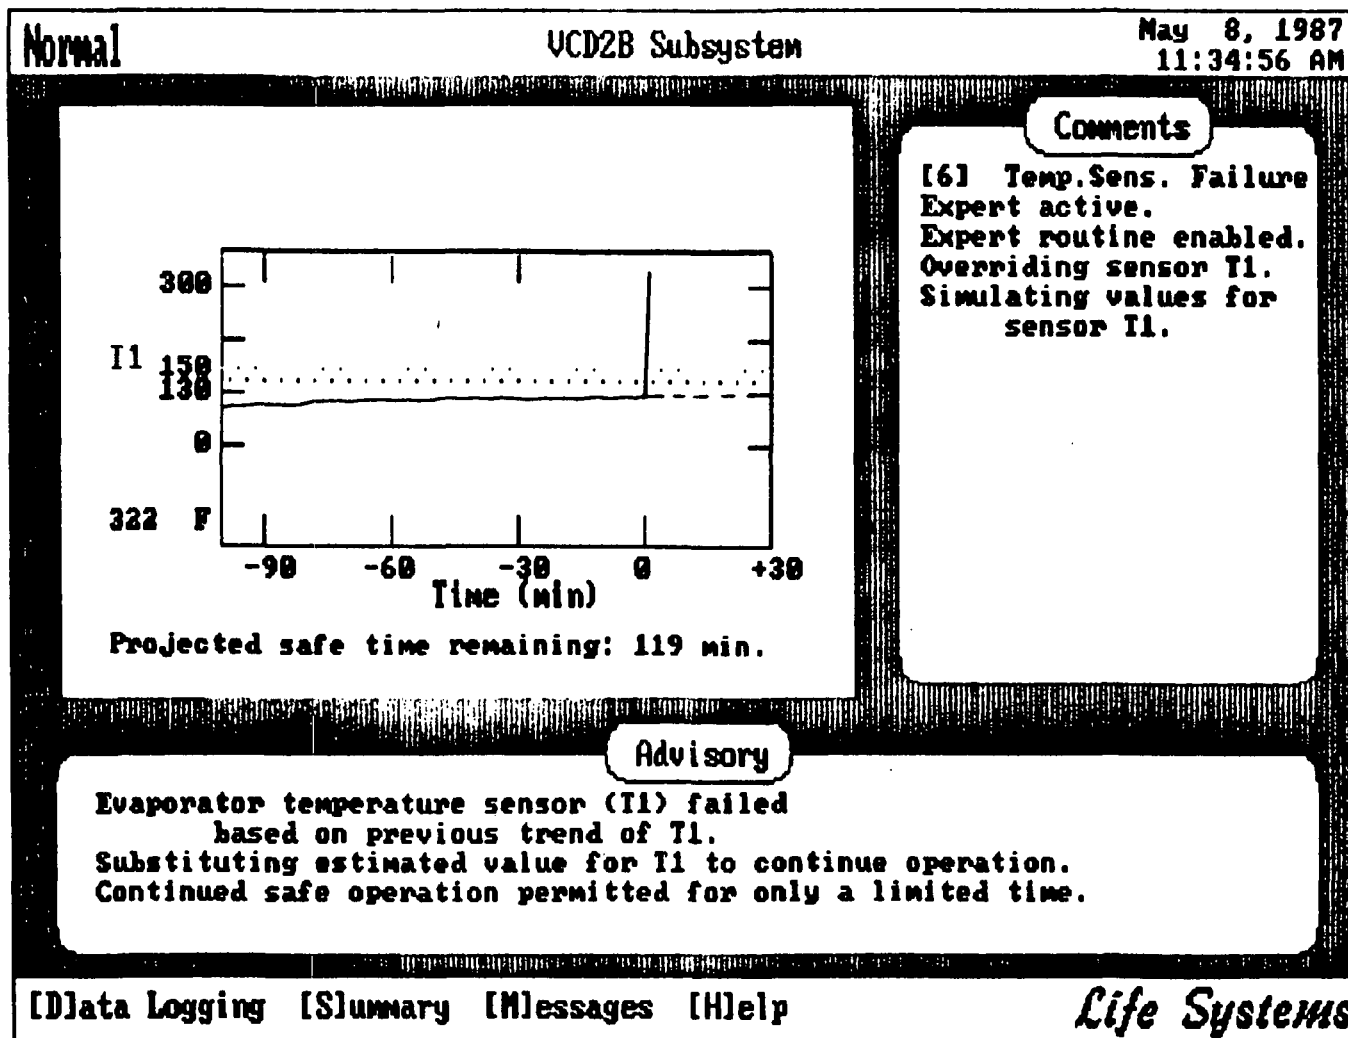 Normal
VCD2B Subsystem
May 8, 1987
11:34:56 AM
Comments
[6] Temp.Sens. Failure
Expert active.
Expert routine enabled.
Overriding sensor T1.
Simulating values for
sensor T1.
300
T1
150
130
0
322 F
-90 -60 -30 0 +30
Time (min)
Projected safe time remaining: 119 min.
Advisory
Evaporator temperature sensor (T1) failed
based on previous trend of T1.
Substituting estimated value for T1 to continue operation.
Continued safe operation permitted for only a limited time.
[D]ata Logging [S]ummary [M]essages [H]elp
Life Systems